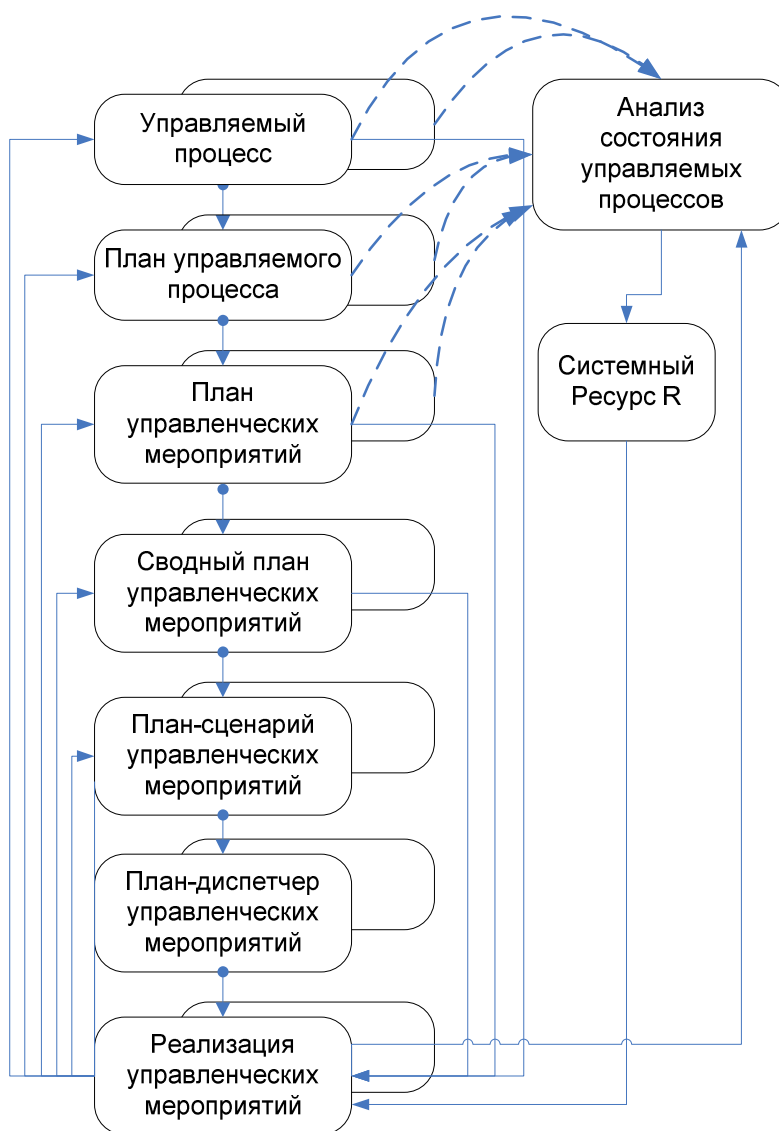 Управляемый
процесс
План управляемого
процесса
План
управленческих
мероприятий
Сводный план
управленческих
мероприятий
План-сценарий
управленческих
мероприятий
План-диспетчер
управленческих
мероприятий
Реализация
управленческих
мероприятий
Анализ
состояния
управляемых
процессов
Системный
Ресурс R